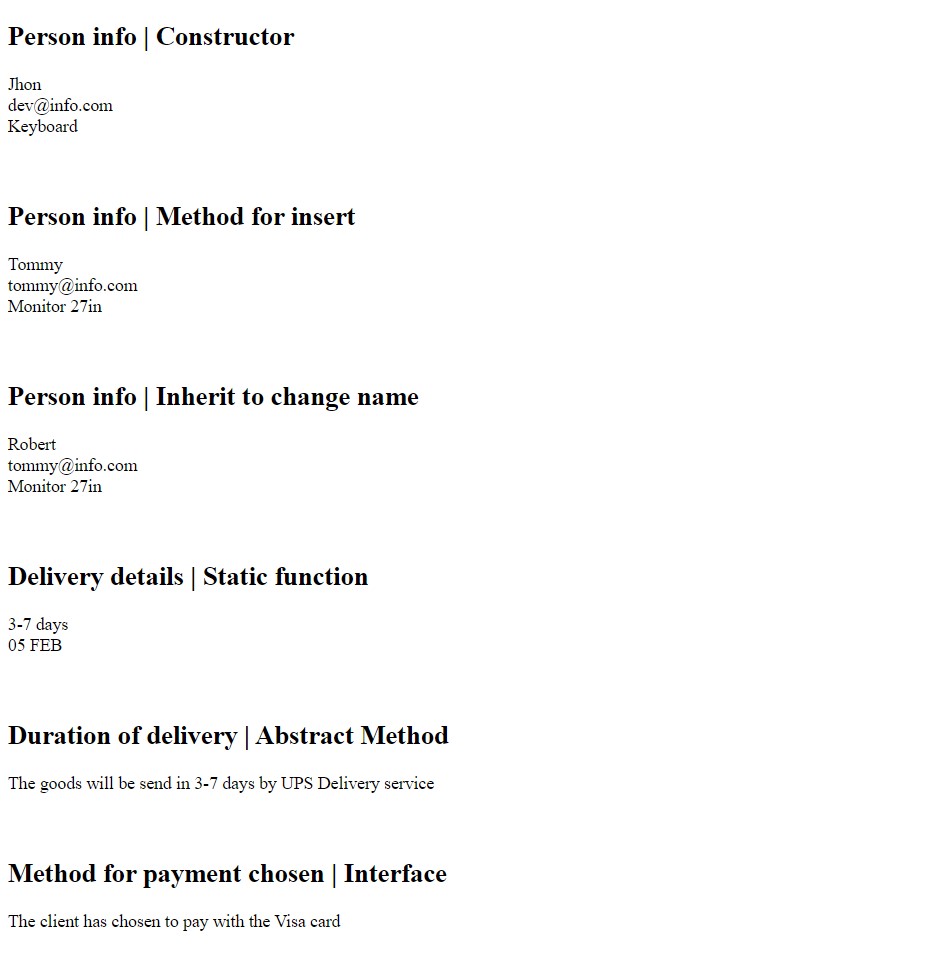 Person info | Constructor
Jhon
dev@info.com
Keyboard
Person info | Method for insert
Tommy
tommy@info.com
Monitor 27in
Person info | Inherit to change name
Robert
tommy@info.com
Monitor 27in
Delivery details | Static function
3-7 days
05 FEB
Duration of delivery | Abstract Method
The goods will be send in 3-7 days by UPS Delivery service
Method for payment chosen | Interface
The client has chosen to pay with the Visa card